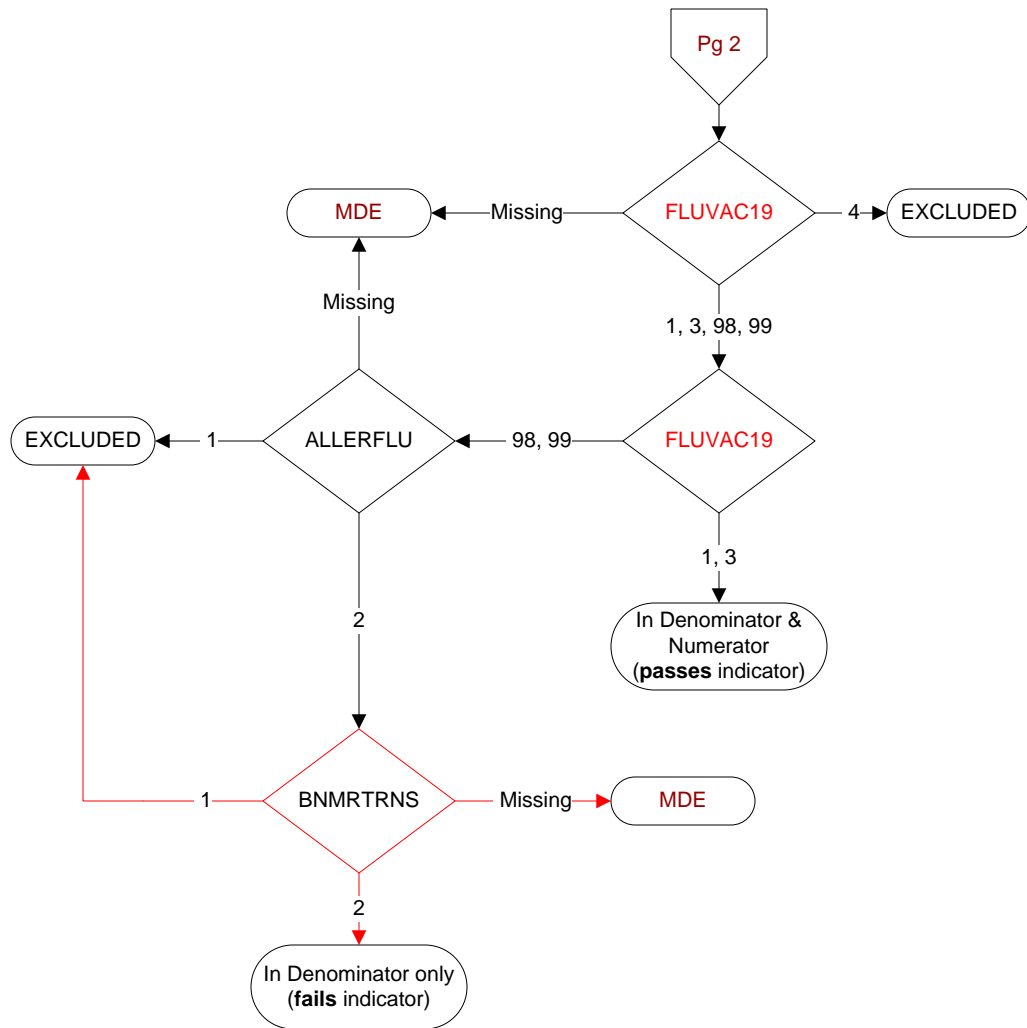 Pg 2
MDE
Missing
FLUVAC19
4
EXCLUDED
Missing
1, 3, 98, 99
EXCLUDED
1
ALLERFLU
98, 99
FLUVAC19
1, 3
2
In Denominator &
Numerator
(passes indicator)
1
BNMRTRNS
Missing
MDE
2
In Denominator only
(fails indicator)